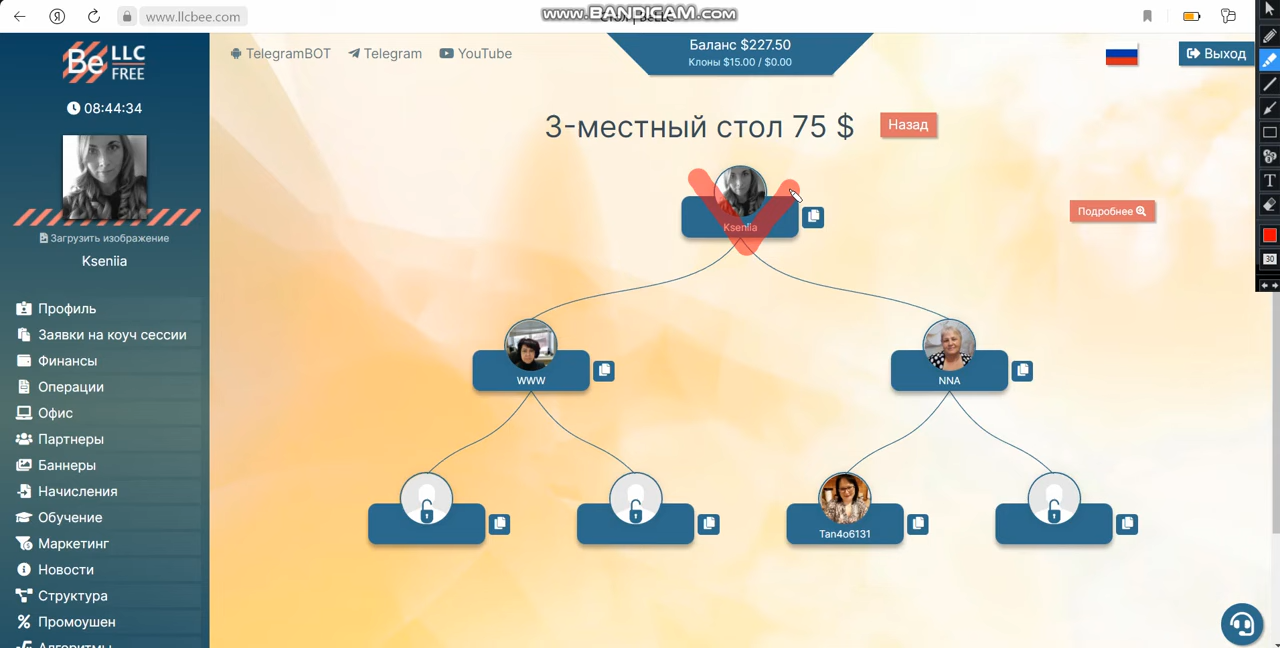 www.llcbee.com
www.BANDICAM.com
Be LLC FREE
08:44:34
Загрузить изображение
Kseniia
Профиль
Заявки на коуч сессии
Финансы
Операции
Офис
Партнеры
Баннеры
Начисления
Обучение
Маркетинг
Новости
Структура
Промоушен
Алгоритмы
TelegramBOT
Telegram
YouTube
Баланс $227.50
Клоны $15.00 / $0.00
Выход
3-местный стол 75 $
Назад
Подробнее
Kseniia
WWW
NNA
Tan4o6131
T
30